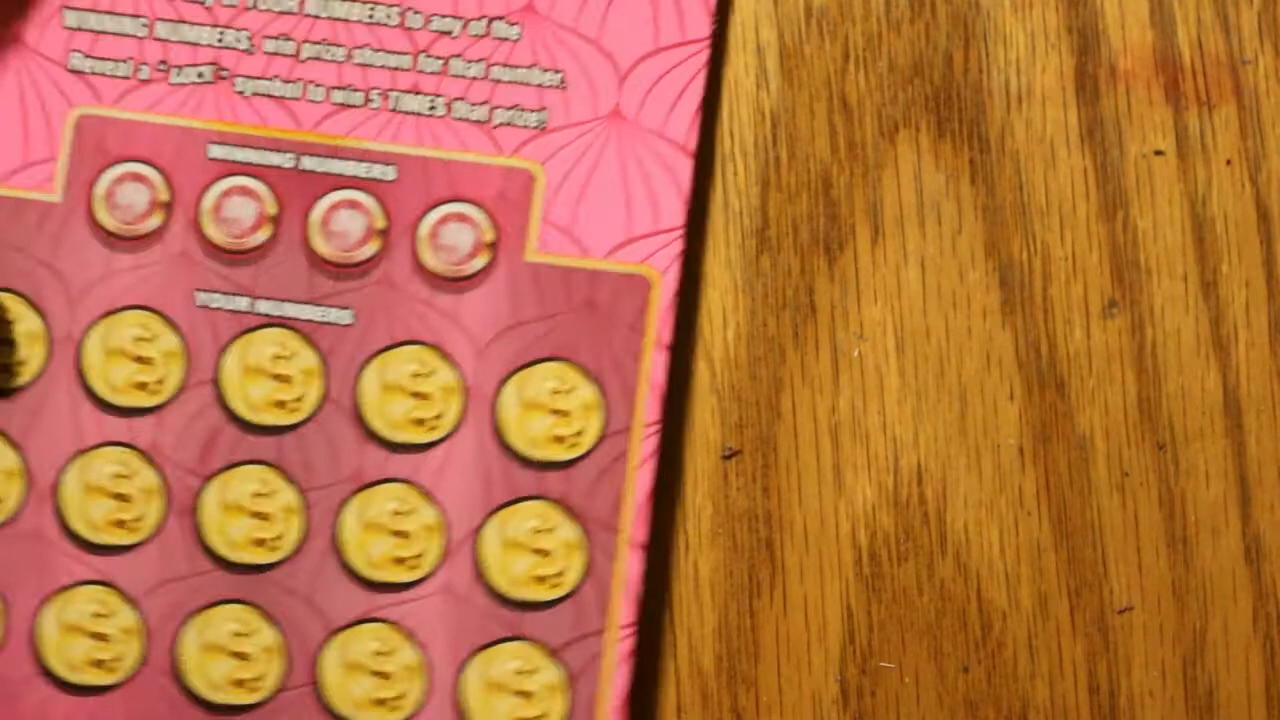 YOUR NUMBERS to any of the
WINNING NUMBERS, win prize shown for that number.
Reveal a "LUCK" symbol to win 5 TIMES that prize!
WINNING NUMBERS
YOUR NUMBERS